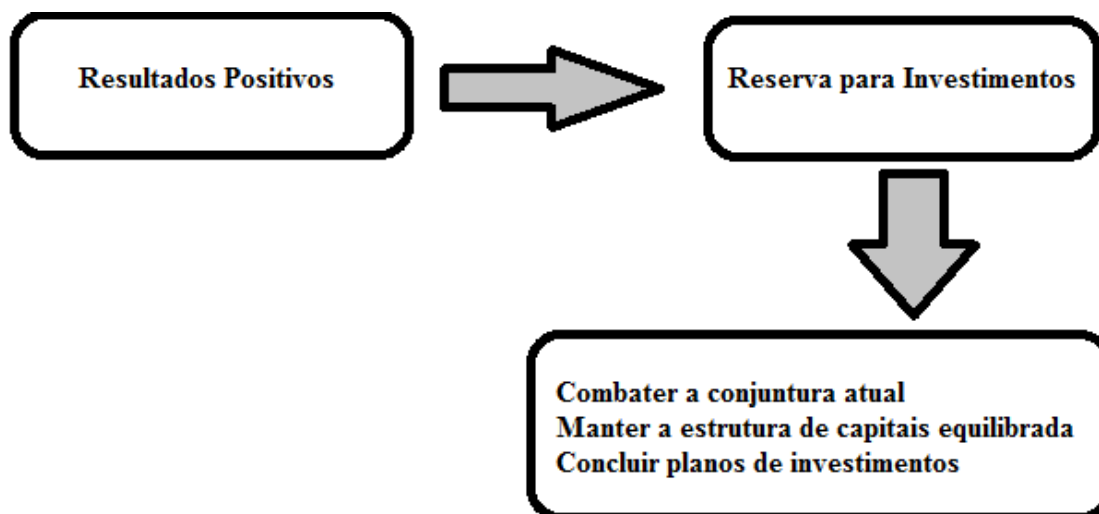 Resultados Positivos
Reserva para Investimentos
Combater a conjuntura atual
Manter a estrutura de capitais equilibrada
Concluir planos de investimentos